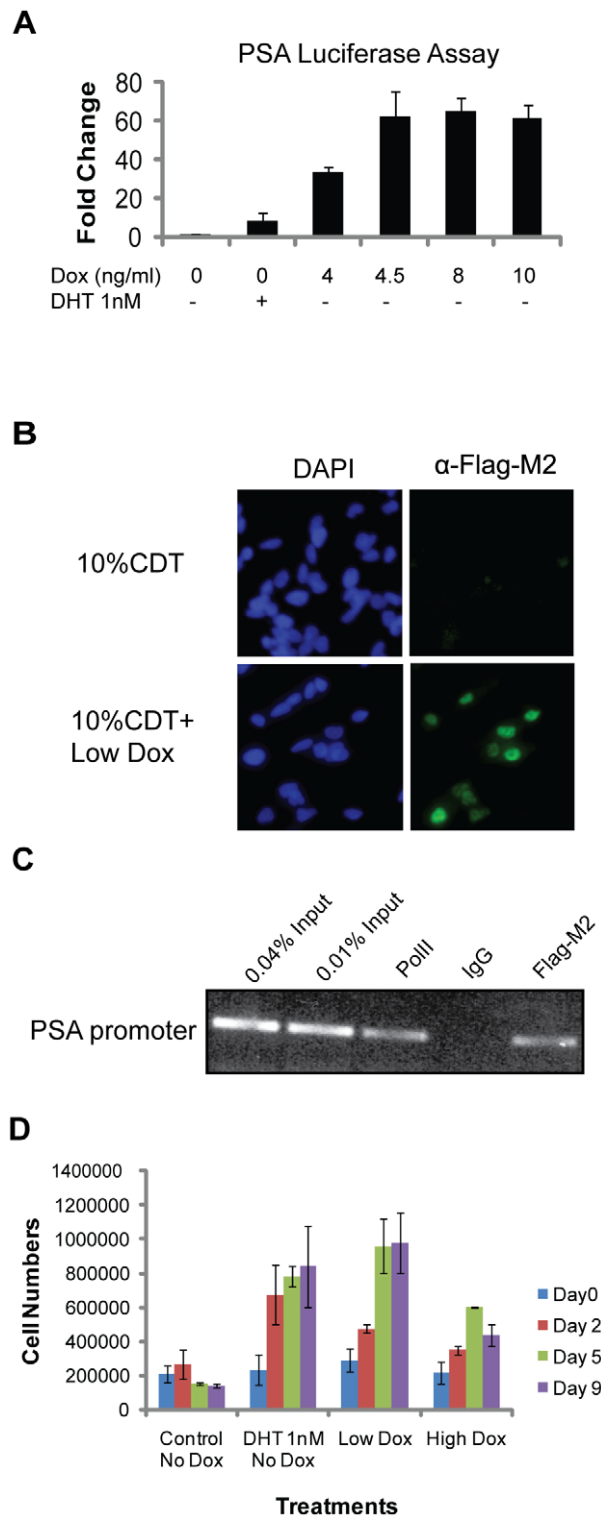 A
PSA Luciferase Assay
Fold Change
80
60
40
20
0
Dox (ng/ml) 0 0 4 4.5 8 10
DHT 1nM - + - - - -
B
DAPI α-Flag-M2
10%CDT
10%CDT+
Low Dox
C
0.04% Input 0.01% Input PolII IgG Flag-M2
PSA promoter
D
Cell Numbers
1400000
1200000
1000000
800000
600000
400000
200000
0
Day0
Day 2
Day 5
Day 9
Control DHT 1nM Low Dox High Dox
No Dox No Dox
Treatments